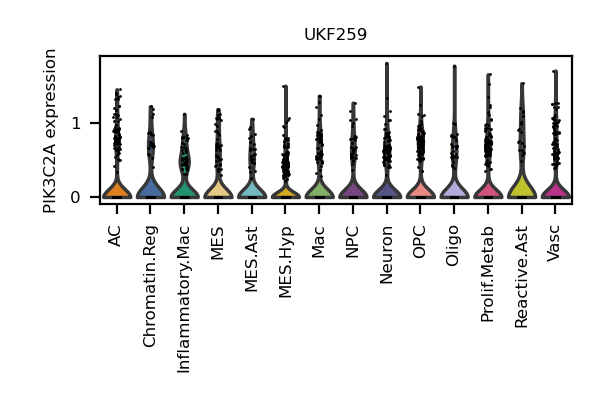 UKF259
PIK3C2A expression
1
0
AC
Chromatin.Reg
Inflammatory.Mac
MES
MES.Ast
MES.Hyp
Mac
NPC
Neuron
OPC
Oligo
Prolif.Metab
Reactive.Ast
Vasc